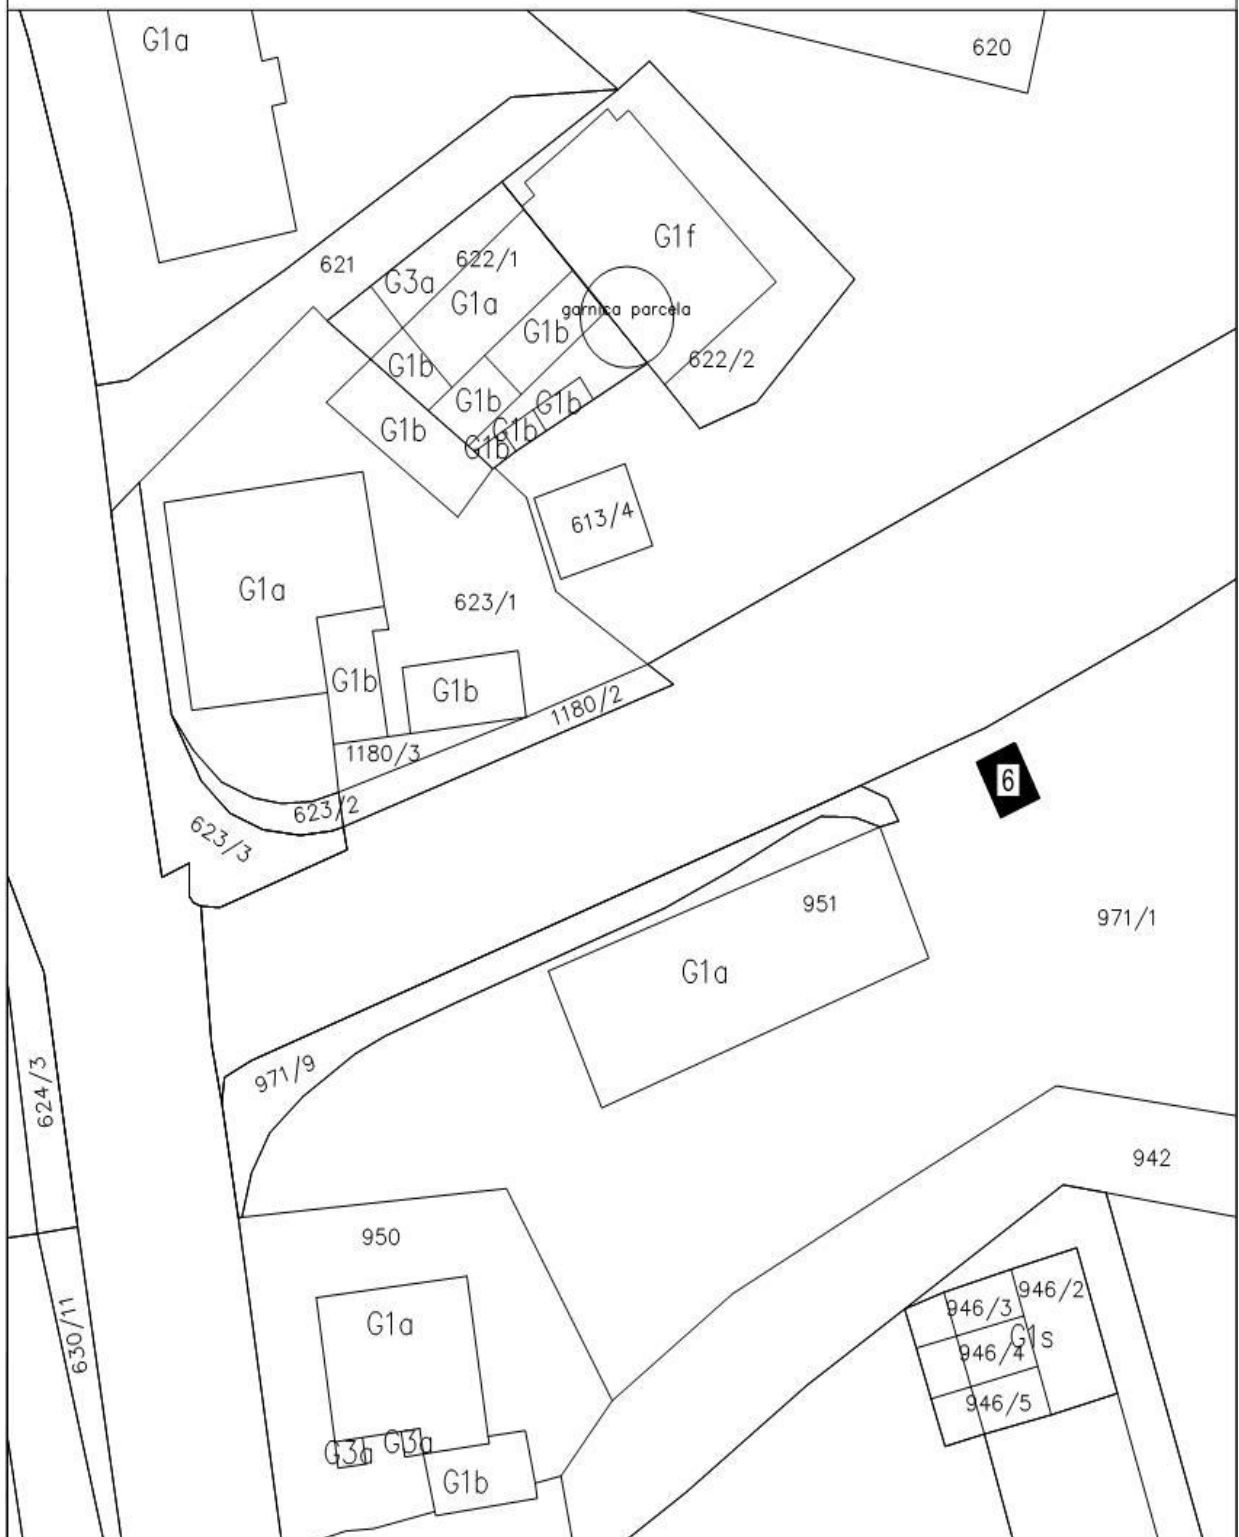 G1a
620
G1f
621
622/1
G3a
G1a
garnica parcela
G1b
622/2
G1b
G1b
G1b
G1b
G1b
G1b
613/4
G1a
623/1
G1b
G1b
1180/2
1180/3
623/2
623/3
6
951
971/1
G1a
971/9
624/3
942
950
946/2
946/3
G1a
G1s
946/4
630/11
946/5
G3a
G3a
G1b